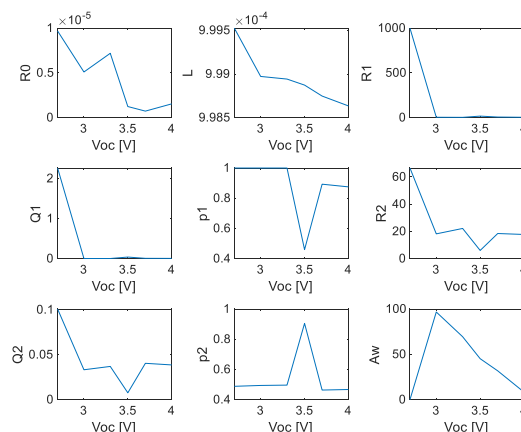 ×10^-5 ×10^-4
1 9.995 1000
R0 0.5 L 9.99 R1 500
0 9.985 0
3 3.5 4 3 3.5 4 3 3.5 4
Voc [V] Voc [V] Voc [V]
2 1 60
Q1 1 p1 0.8 R2 40
0.6 20
0 0.4 0
3 3.5 4 3 3.5 4 3 3.5 4
Voc [V] Voc [V] Voc [V]
0.1 1 100
Q2 0.05 p2 0.8 Aw 50
0.6
0 0.4 0
3 3.5 4 3 3.5 4 3 3.5 4
Voc [V] Voc [V] Voc [V]